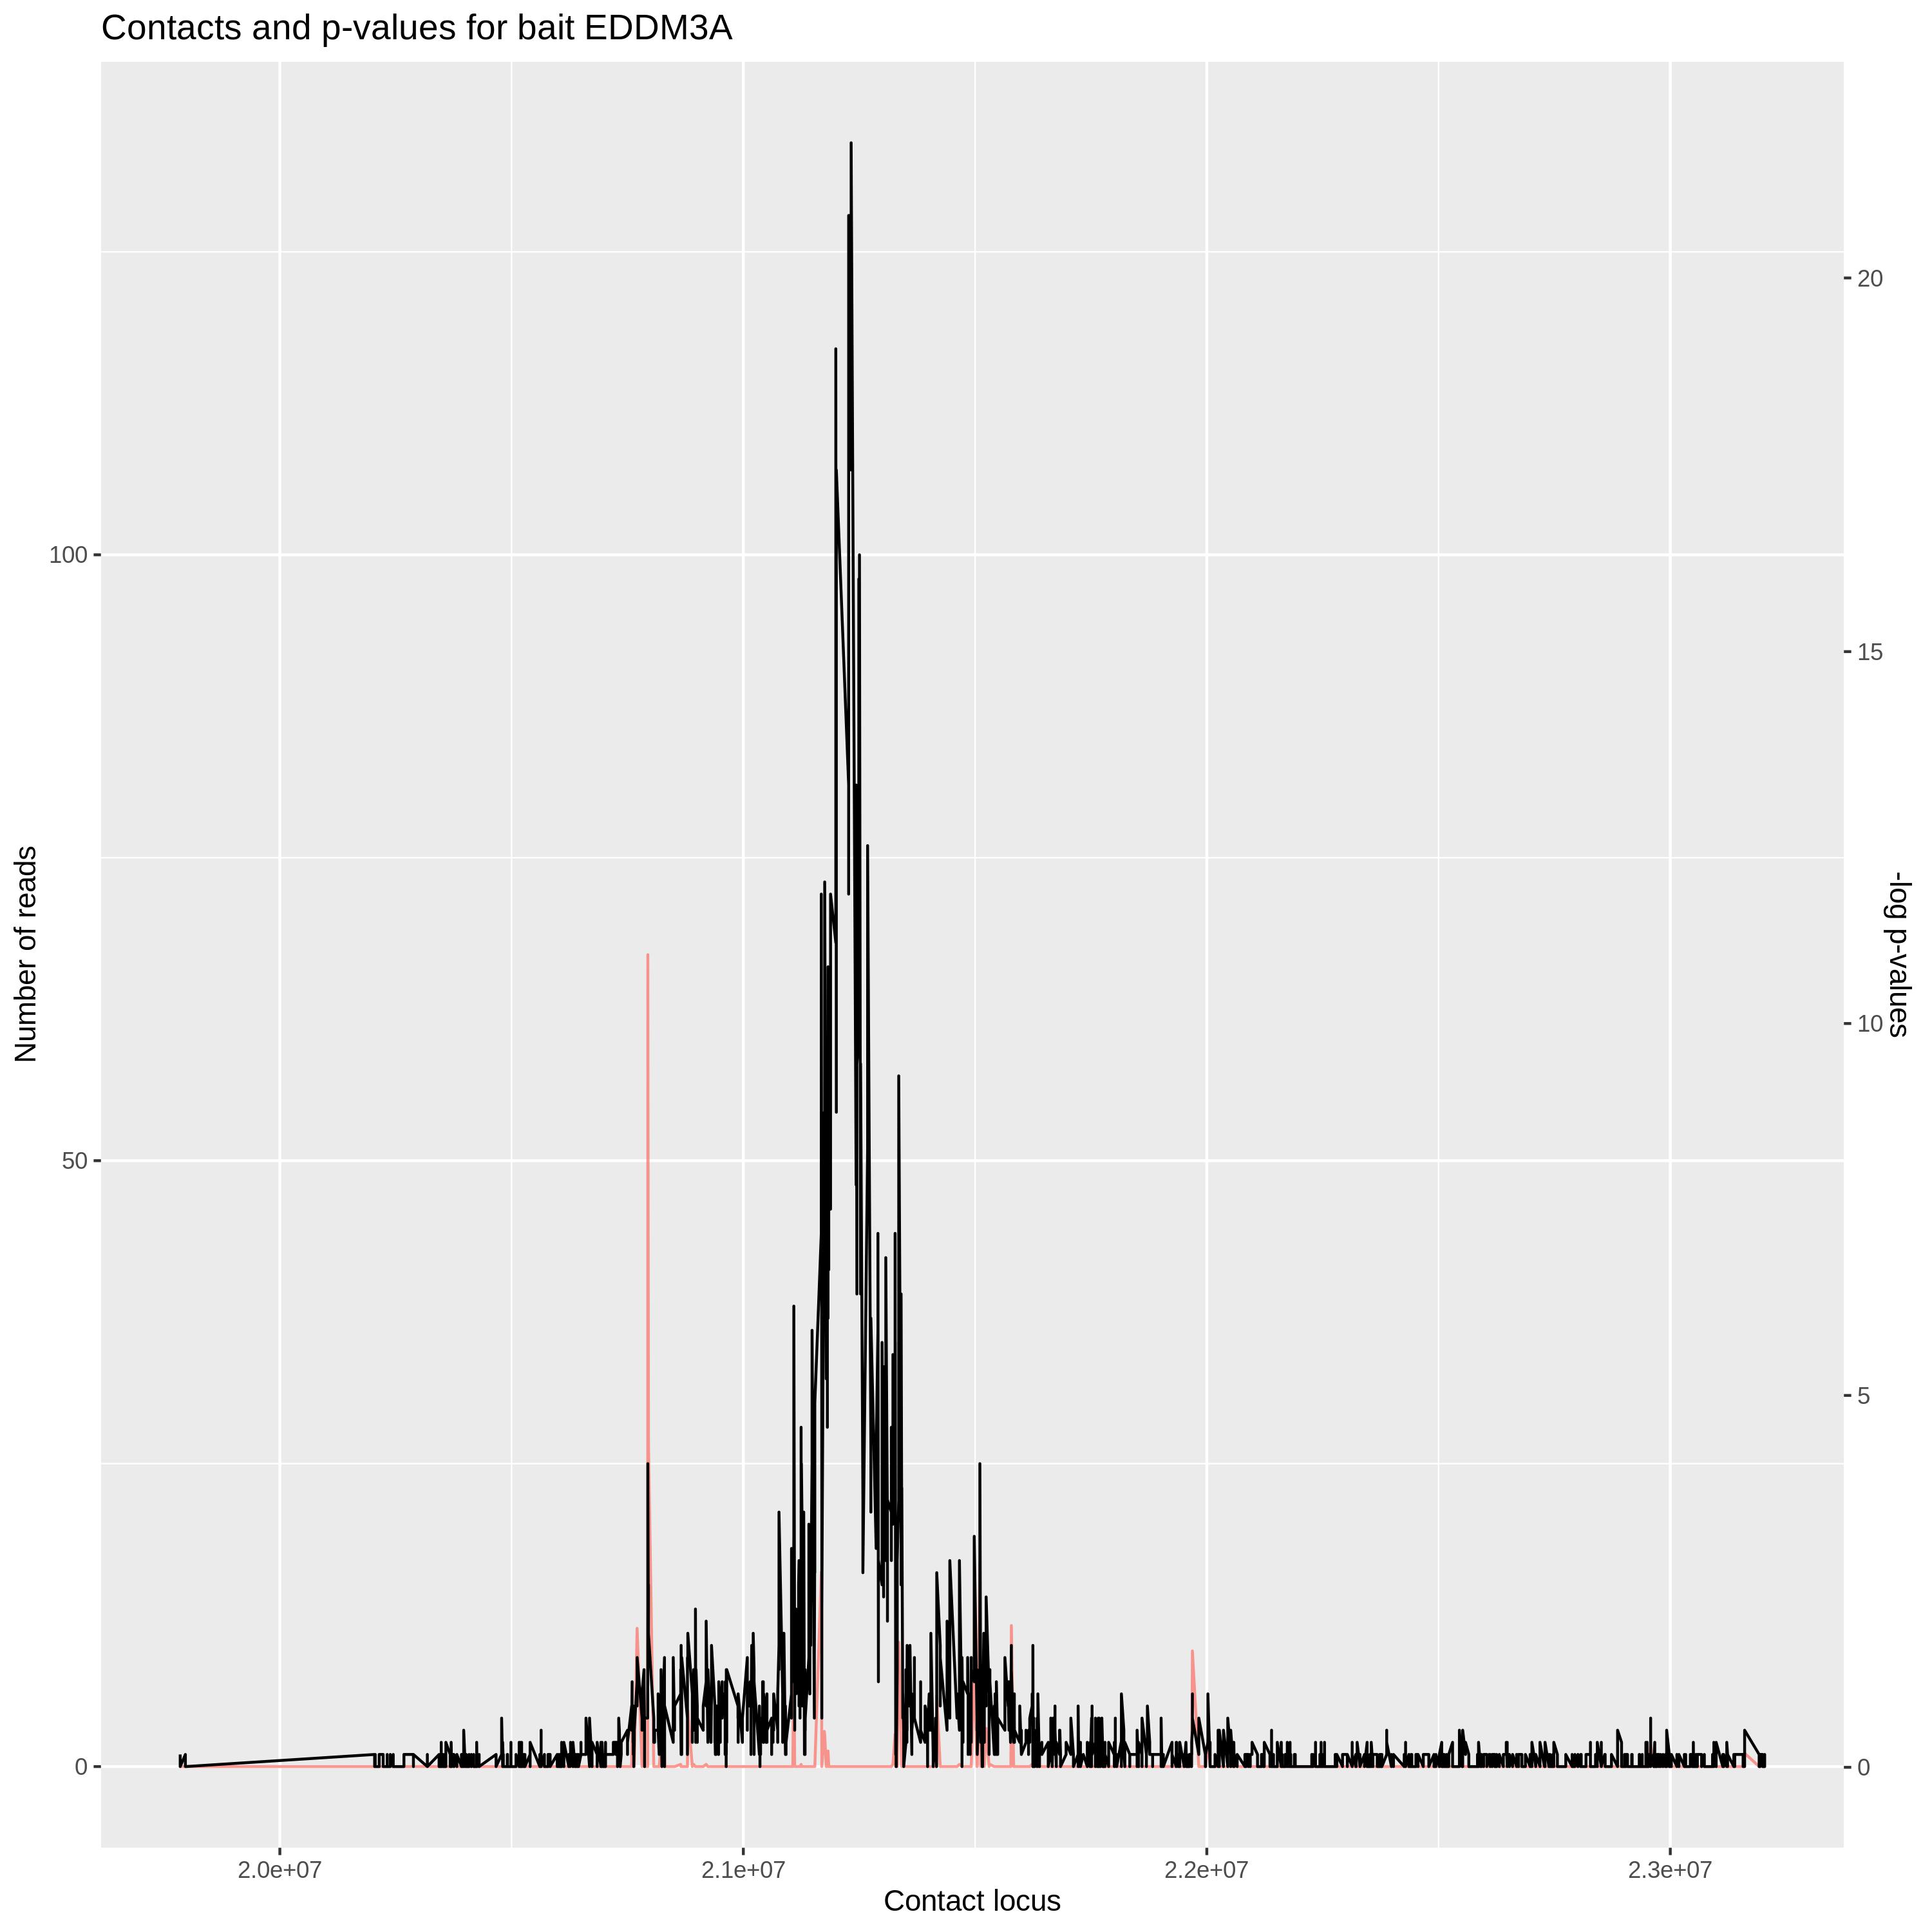 Contacts and p-values for bait EDDM3A
Number of reads
100
50
0
20
15
10
5
0
-log p-values
2.0e+07
2.1e+07
2.2e+07
2.3e+07
Contact locus